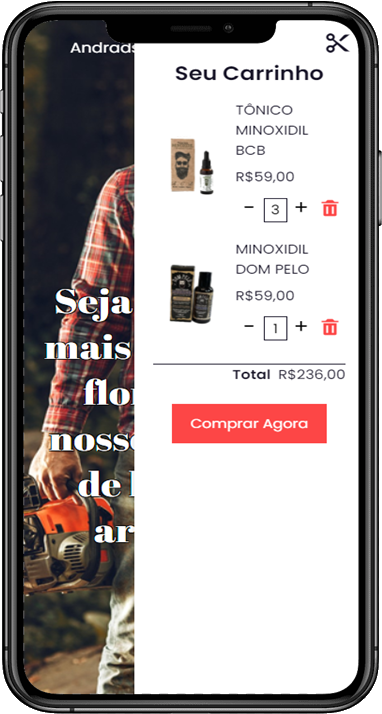 Andrads
Seu Carrinho
TÔNICO
MINOXIDIL
BCB
R$59,00
− 3 +
MINOXIDIL
DOM PELO
R$59,00
− 1 +
Total R$236,00
Comprar Agora
Seja
mais
flo
nosso
de
ar